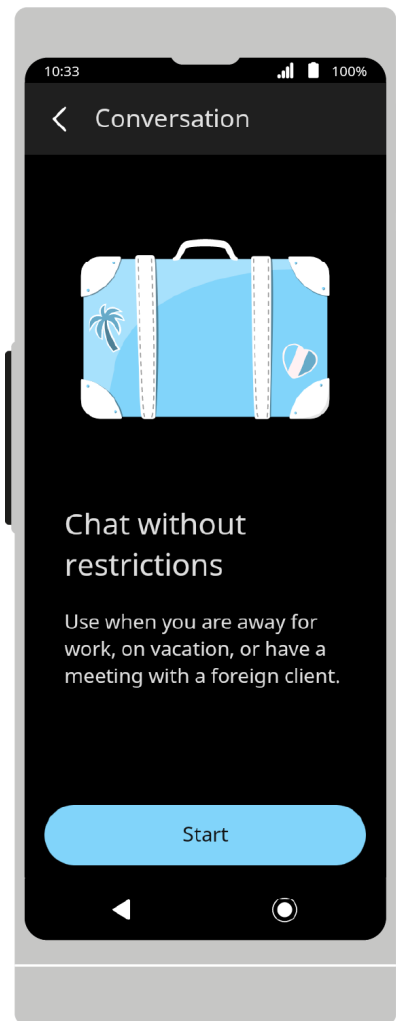 10:33 100%
Conversation
Chat without
restrictions
Use when you are away for
work, on vacation, or have a
meeting with a foreign client.
Start